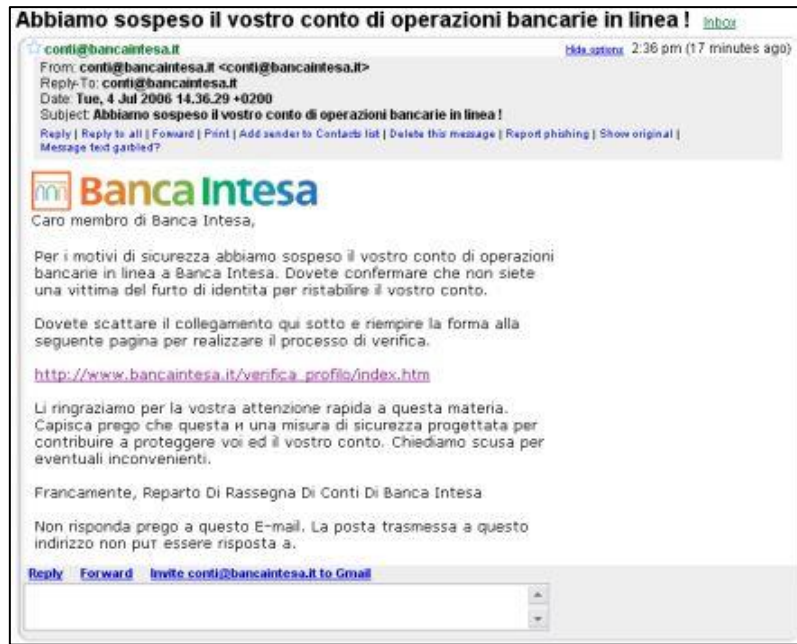 Abbiamo sospeso il vostro conto di operazioni bancarie in linea ! Inbox
conti@bancaintesa.it Hide options 2:36 pm (17 minutes ago)
From: conti@bancaintesa.it <conti@bancaintesa.it>
Reply-To: conti@bancaintesa.it
Date: Tue, 4 Jul 2006 14.36.29 +0200
Subject: Abbiamo sospeso il vostro conto di operazioni bancarie in linea !
Reply | Reply to all | Forward | Print | Add sender to Contacts list | Delete this message | Report phishing | Show original |
Message text garbled?
Banca Intesa
Caro membro di Banca Intesa,
Per i motivi di sicurezza abbiamo sospeso il vostro conto di operazioni
bancarie in linea a Banca Intesa. Dovete confermare che non siete
una vittima del furto di identita per ristabilire il vostro conto.
Dovete scattare il collegamento qui sotto e riempire la forma alla
seguente pagina per realizzare il processo di verifica.
http://www.bancaintesa.it/verifica_profilo/index.htm
Li ringraziamo per la vostra attenzione rapida a questa materia.
Capisca prego che questa и una misura di sicurezza progettata per
contribuire a proteggere voi ed il vostro conto. Chiediamo scusa per
eventuali inconvenienti.
Francamente, Reparto Di Rassegna Di Conti Di Banca Intesa
Non risponda prego a questo E-mail. La posta trasmessa a questo
indirizzo non puт essere risposta a.
Reply Forward Invite conti@bancaintesa.it to Gmail